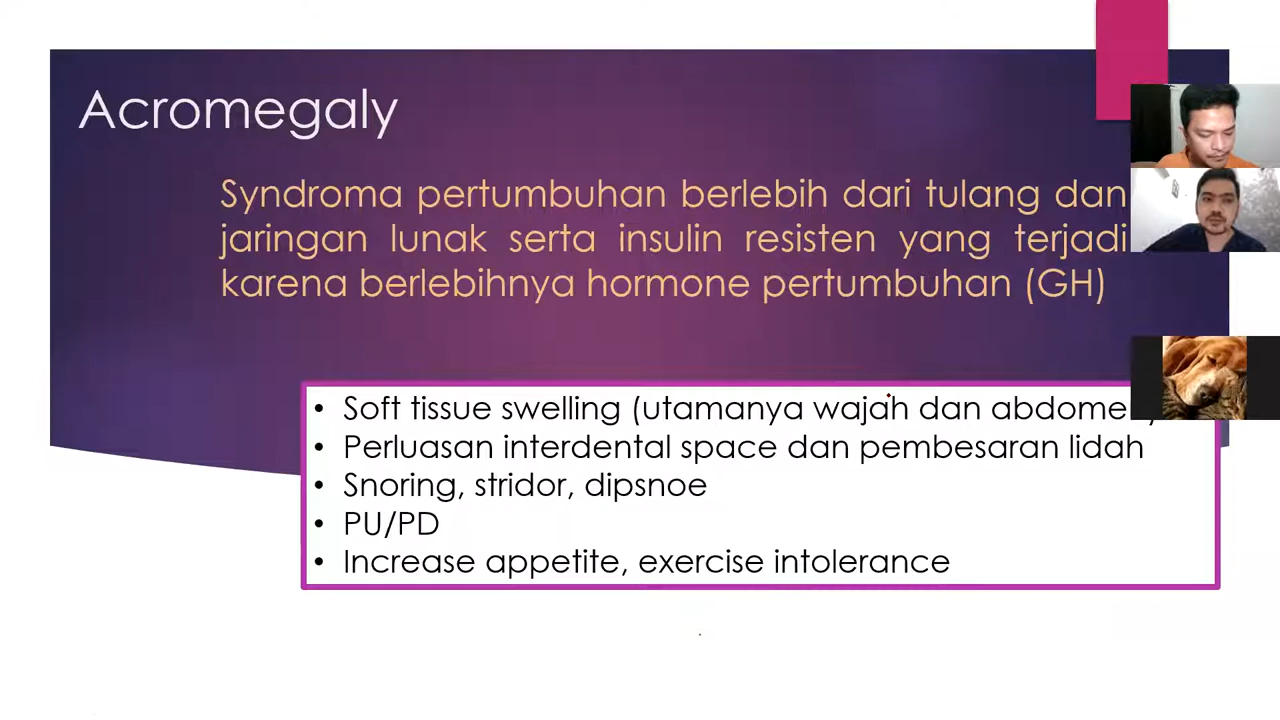 Acromegaly
Syndroma pertumbuhan berlebih dari tulang dan
jaringan lunak serta insulin resisten yang terjadi
karena berlebihnya hormone pertumbuhan (GH)
• Soft tissue swelling (utamanya wajah dan
• Perluasan interdental space dan pembesaran lidah
• Snoring, stridor, dipsnoe
• PU/PD
• Increase appetite, exercise intolerance